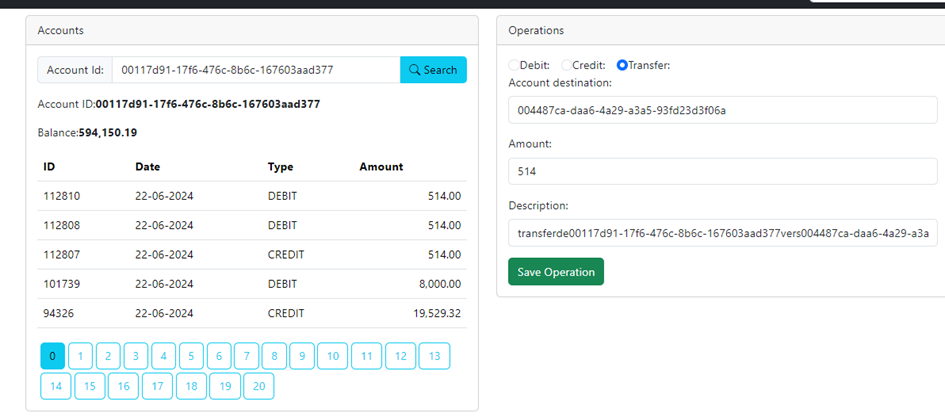 Accounts
Account Id: 00117d91-17f6-476c-8b6c-167603aad377 Search
Account ID:00117d91-17f6-476c-8b6c-167603aad377
Balance:594,150.19
ID Date Type Amount
112810 22-06-2024 DEBIT 514.00
112808 22-06-2024 DEBIT 514.00
112807 22-06-2024 CREDIT 514.00
101739 22-06-2024 DEBIT 8,000.00
94326 22-06-2024 CREDIT 19,529.32
0 1 2 3 4 5 6 7 8 9 10 11 12 13
14 15 16 17 18 19 20
Operations
Debit: Credit: Transfer:
Account destination:
004487ca-daa6-4a29-a3a5-93fd23d3f06a
Amount:
514
Description:
transferde00117d91-17f6-476c-8b6c-167603aad377vers004487ca-daa6-4a29-a3a
Save Operation